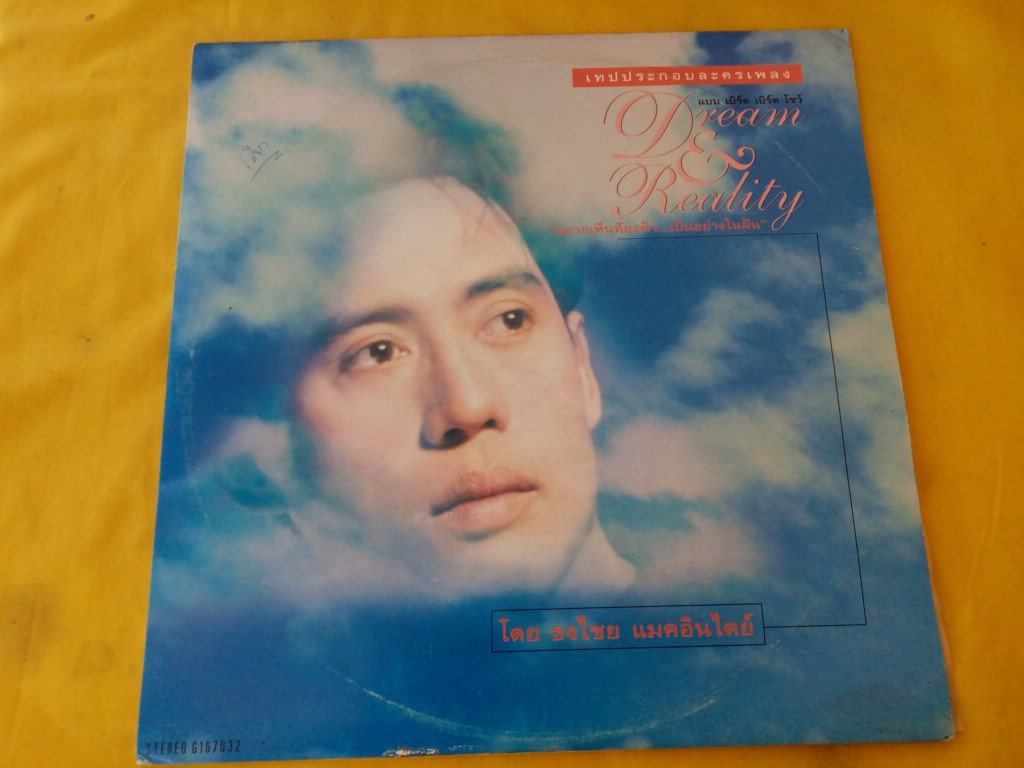 เทปประกอบละครเพลง
แบบ เบิร์ด เบิร์ด โชว์
Dream
&
Reality
"อยากเห็นท้องฟ้า...เป็นอย่างในฝัน"
โดย ธงไชย แมคอินไตย์
STEREO G167032